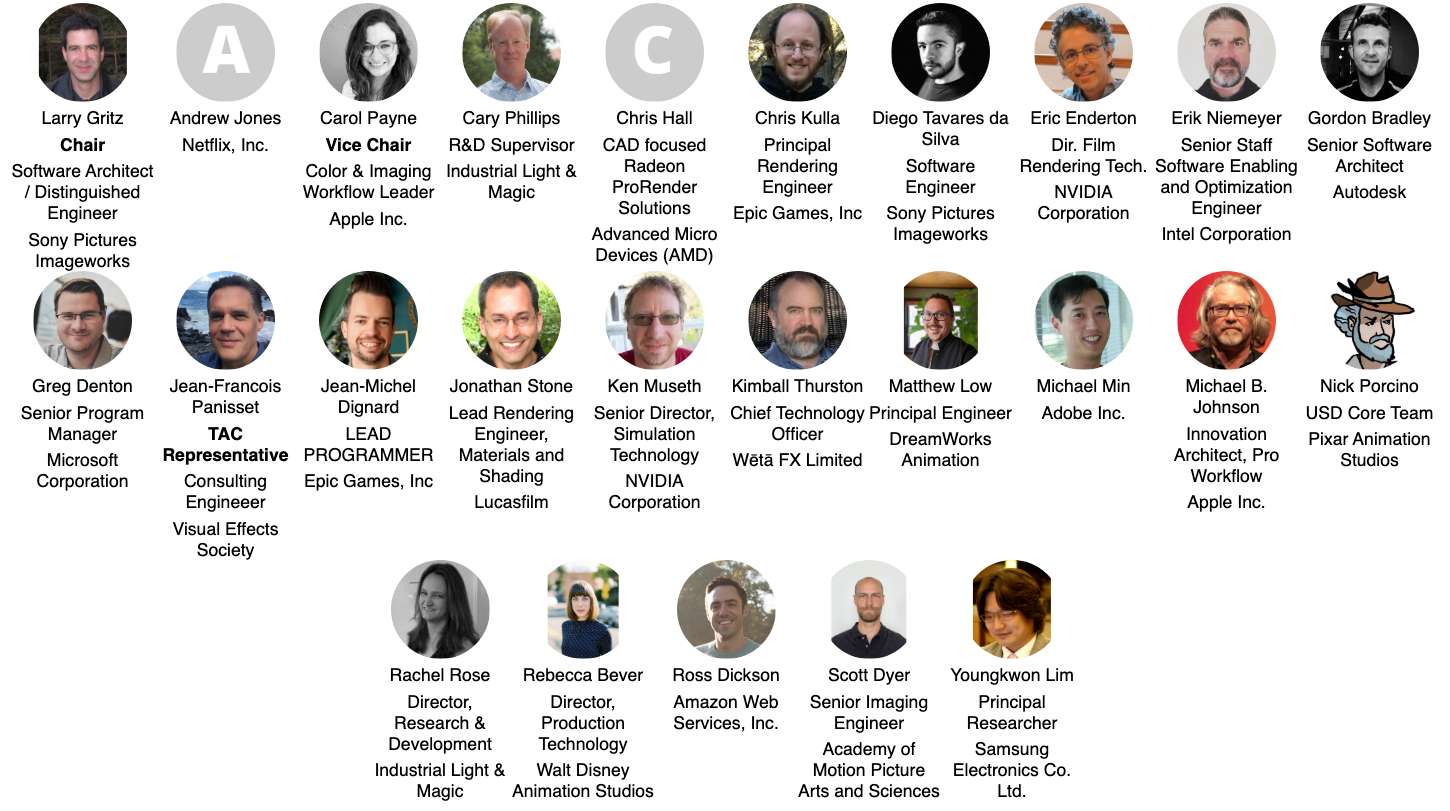 A
C
Larry Gritz
Chair
Software Architect
/ Distinguished
Engineer
Sony Pictures
Imageworks
Andrew Jones
Netflix, Inc.
Carol Payne
Vice Chair
Color & Imaging
Workflow Leader
Apple Inc.
Cary Phillips
R&D Supervisor
Industrial Light &
Magic
Chris Hall
CAD focused
Radeon
ProRender
Solutions
Advanced Micro
Devices (AMD)
Chris Kulla
Principal
Rendering
Engineer
Epic Games, Inc
Diego Tavares da
Silva
Software
Engineer
Sony Pictures
Imageworks
Eric Enderton
Dir. Film
Rendering Tech.
NVIDIA
Corporation
Erik Niemeyer
Senior Staff
Software Enabling
and Optimization
Engineer
Intel Corporation
Gordon Bradley
Senior Software
Architect
Autodesk
Greg Denton
Senior Program
Manager
Microsoft
Corporation
Jean-Francois
Panisset
TAC
Representative
Consulting
Engineeer
Visual Effects
Society
Jean-Michel
Dignard
LEAD
PROGRAMMER
Epic Games, Inc
Jonathan Stone
Lead Rendering
Engineer,
Materials and
Shading
Lucasfilm
Ken Museth
Senior Director,
Simulation
Technology
NVIDIA
Corporation
Kimball Thurston
Chief Technology
Officer
Wētā FX Limited
Matthew Low
Principal Engineer
DreamWorks
Animation
Michael Min
Adobe Inc.
Michael B.
Johnson
Innovation
Architect, Pro
Workflow
Apple Inc.
Nick Porcino
USD Core Team
Pixar Animation
Studios
Rachel Rose
Director,
Research &
Development
Industrial Light &
Magic
Rebecca Bever
Director,
Production
Technology
Walt Disney
Animation Studios
Ross Dickson
Amazon Web
Services, Inc.
Scott Dyer
Senior Imaging
Engineer
Academy of
Motion Picture
Arts and Sciences
Youngkwon Lim
Principal
Researcher
Samsung
Electronics Co.
Ltd.